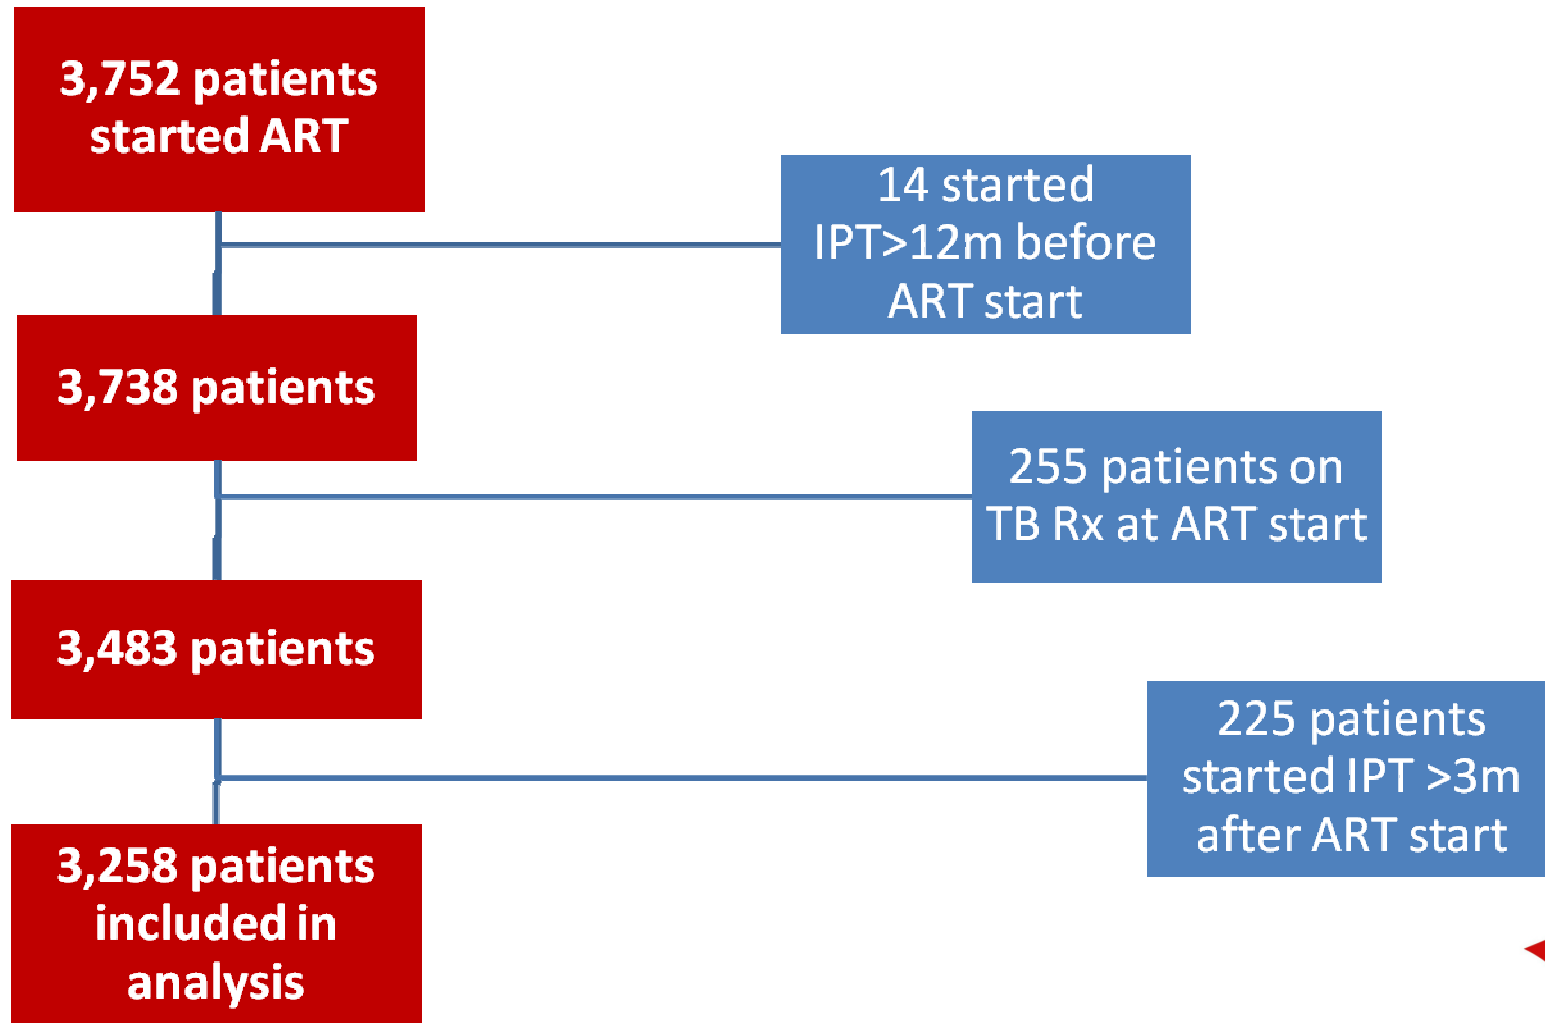 3,752 patients
started ART
14 started
IPT>12m before
ART start
3,738 patients
255 patients on
TB Rx at ART start
3,483 patients
225 patients
started IPT >3m
after ART start
3,258 patients
included in
analysis